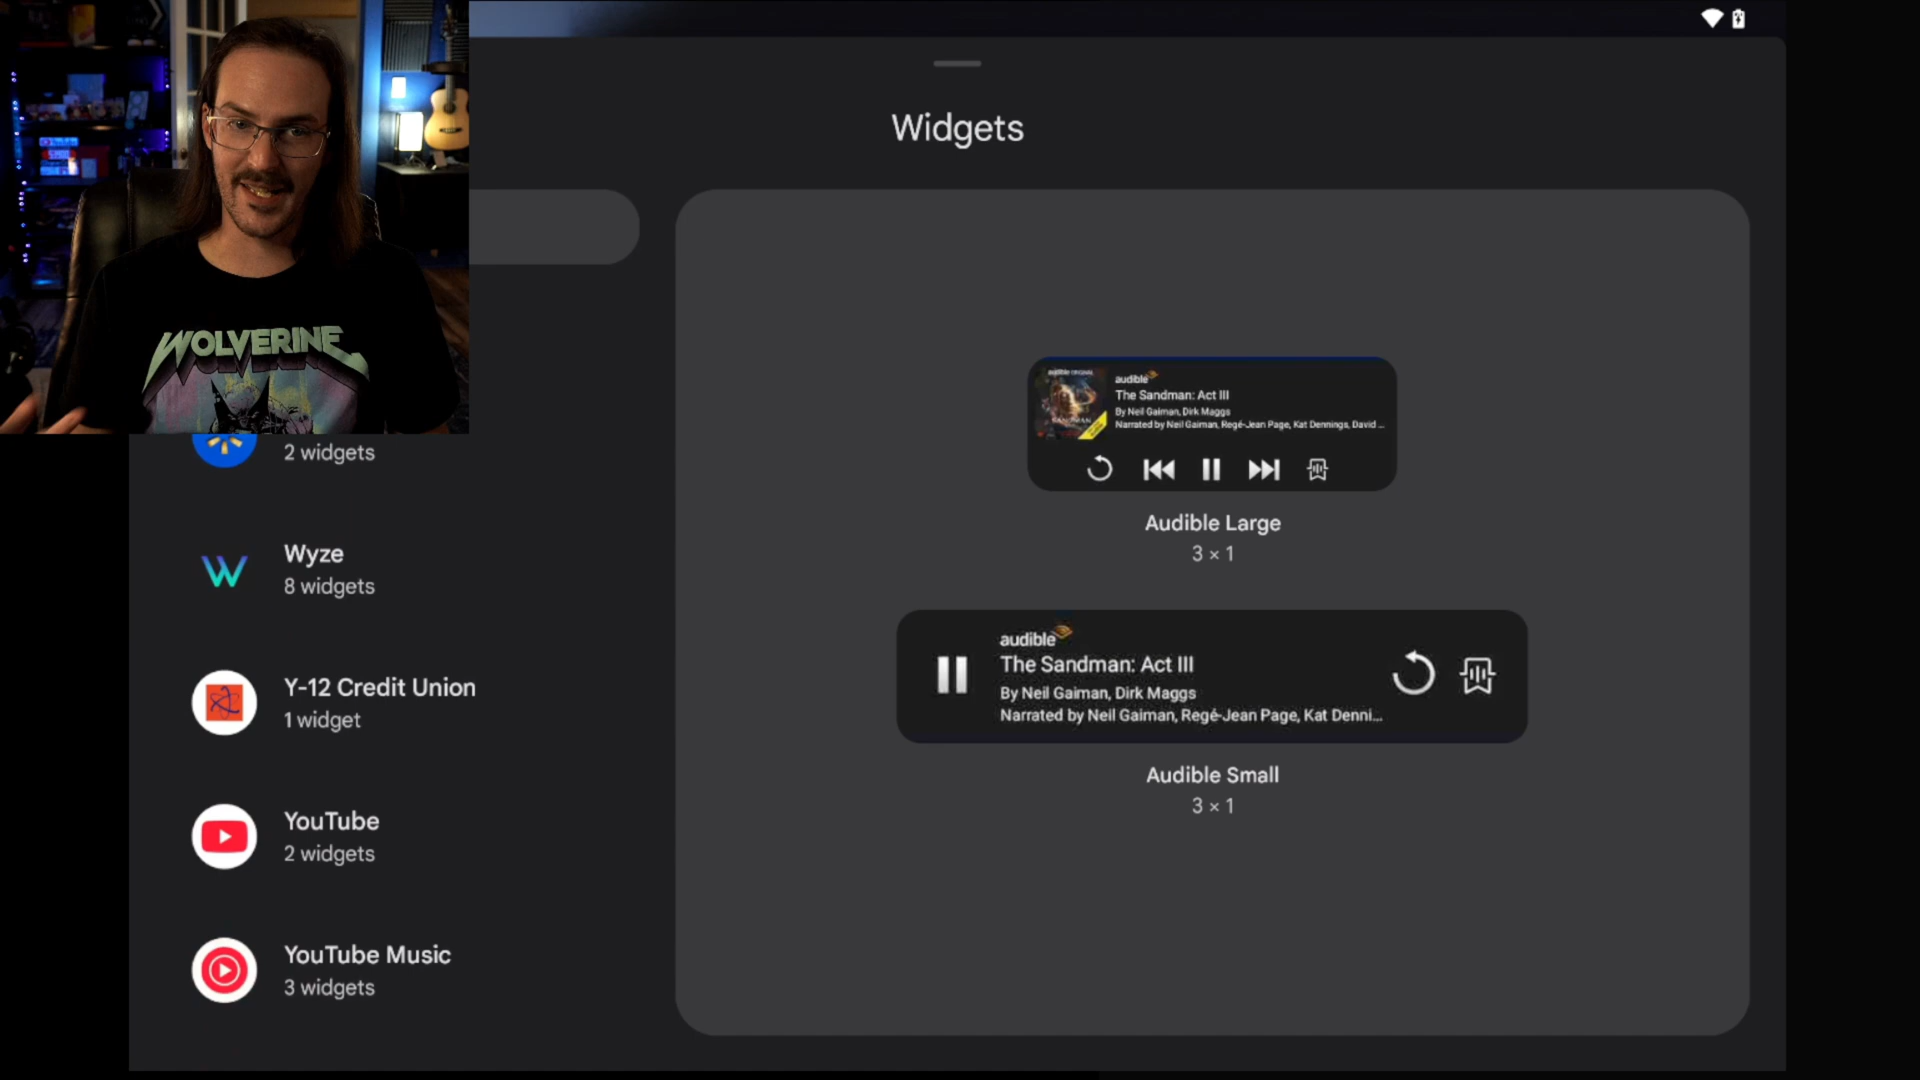 Widgets
WOLVERINE
2 widgets
Wyze
8 widgets
Y-12 Credit Union
1 widget
YouTube
2 widgets
YouTube Music
3 widgets
audible
The Sandman: Act III
By Neil Gaiman, Dirk Maggs
Narrated by Neil Gaiman, Regé-Jean Page, Kat Dennings, David ...
Audible Large
3 × 1
audible
The Sandman: Act III
By Neil Gaiman, Dirk Maggs
Narrated by Neil Gaiman, Regé-Jean Page, Kat Denni...
Audible Small
3 × 1